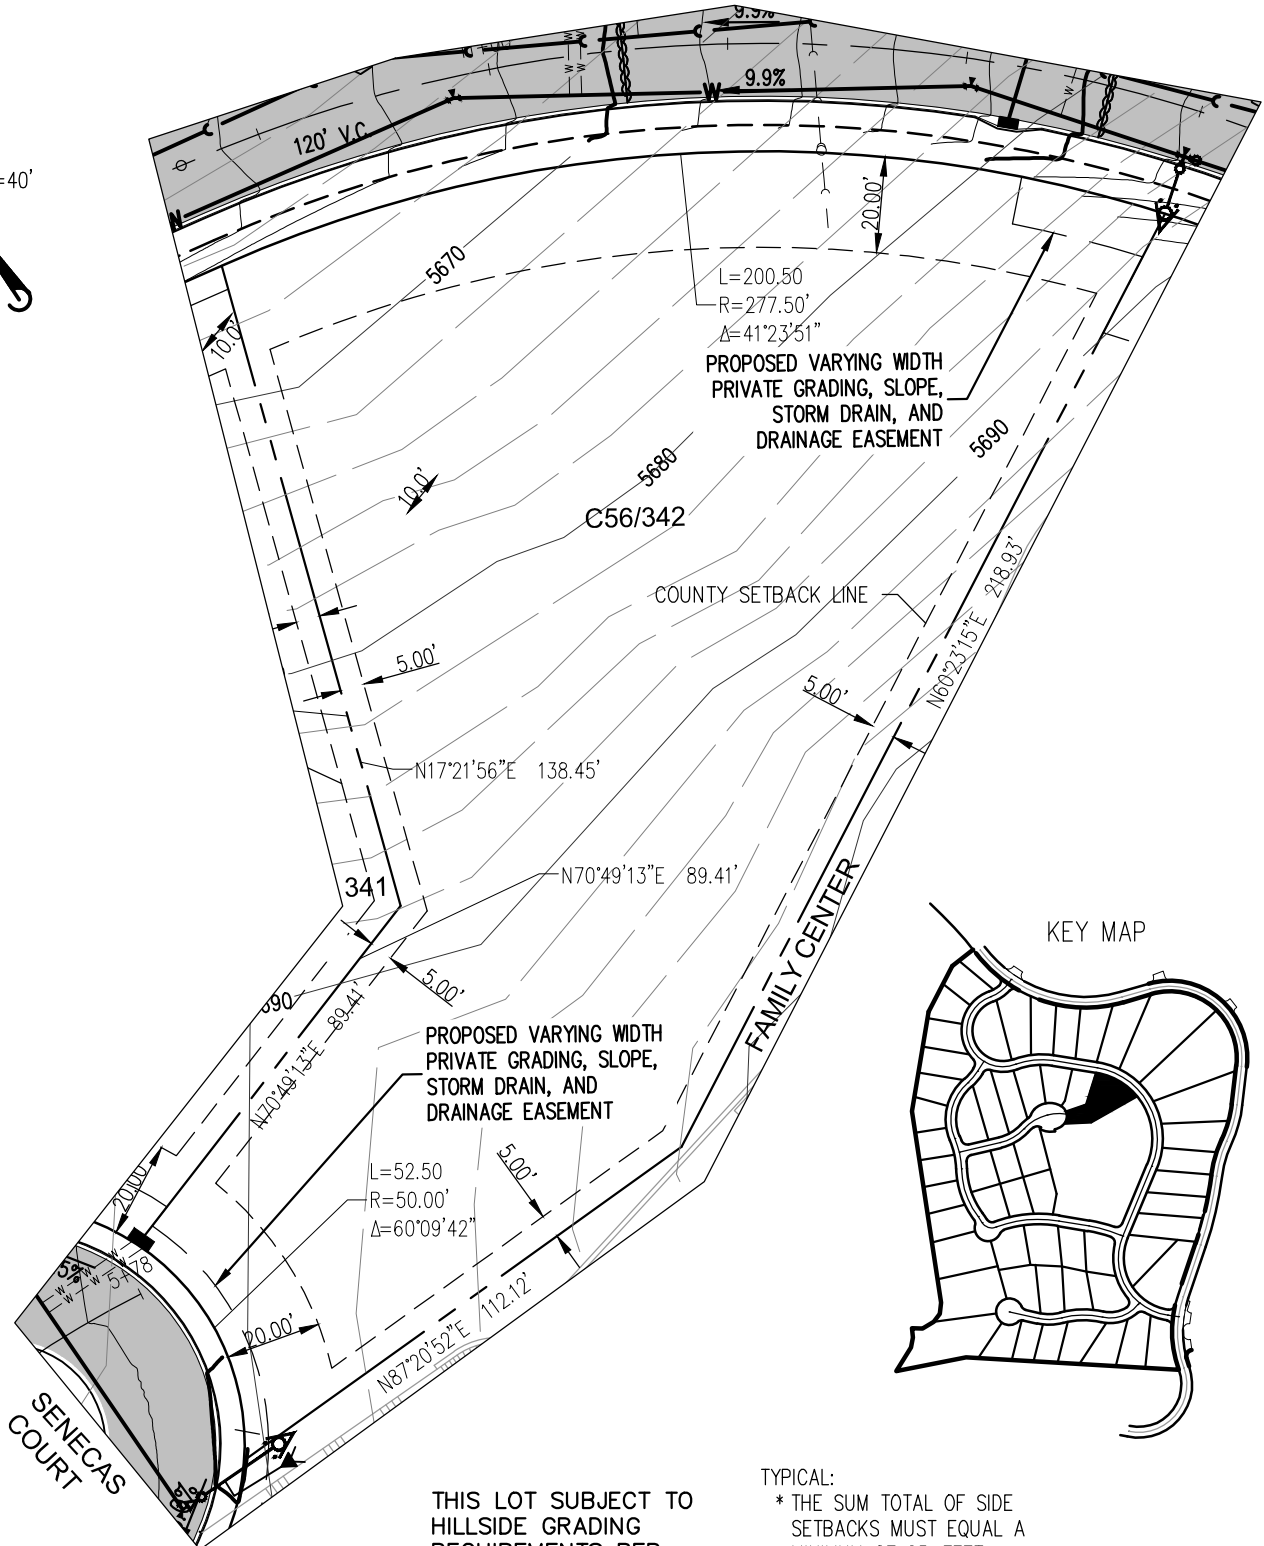 9.9%
9.9%
120' V.C.
=40'
W
20.00'
5670
L=200.50
R=277.50'
Δ=41°23'51"
10.0'
PROPOSED VARYING WIDTH
PRIVATE GRADING, SLOPE,
STORM DRAIN, AND
DRAINAGE EASEMENT
5690
5680
10.0'
C56/342
COUNTY SETBACK LINE
N60°23'15"E 218.93'
5.00'
5.00'
N17°21'56"E 138.45'
N70°49'13"E 89.41'
341
FAMILY CENTER
KEY MAP
5.00'
690
N70°49'13"E 89.41'
PROPOSED VARYING WIDTH
PRIVATE GRADING, SLOPE,
STORM DRAIN, AND
DRAINAGE EASEMENT
5.00'
L=52.50
R=50.00'
Δ=60°09'42"
20.00
5%
5+78
20.00'
N87°20'52"E 112.12'
SENECAS
COURT
THIS LOT SUBJECT TO
HILLSIDE GRADING
REQUIREMENTS PER
TYPICAL:
* THE SUM TOTAL OF SIDE
SETBACKS MUST EQUAL A